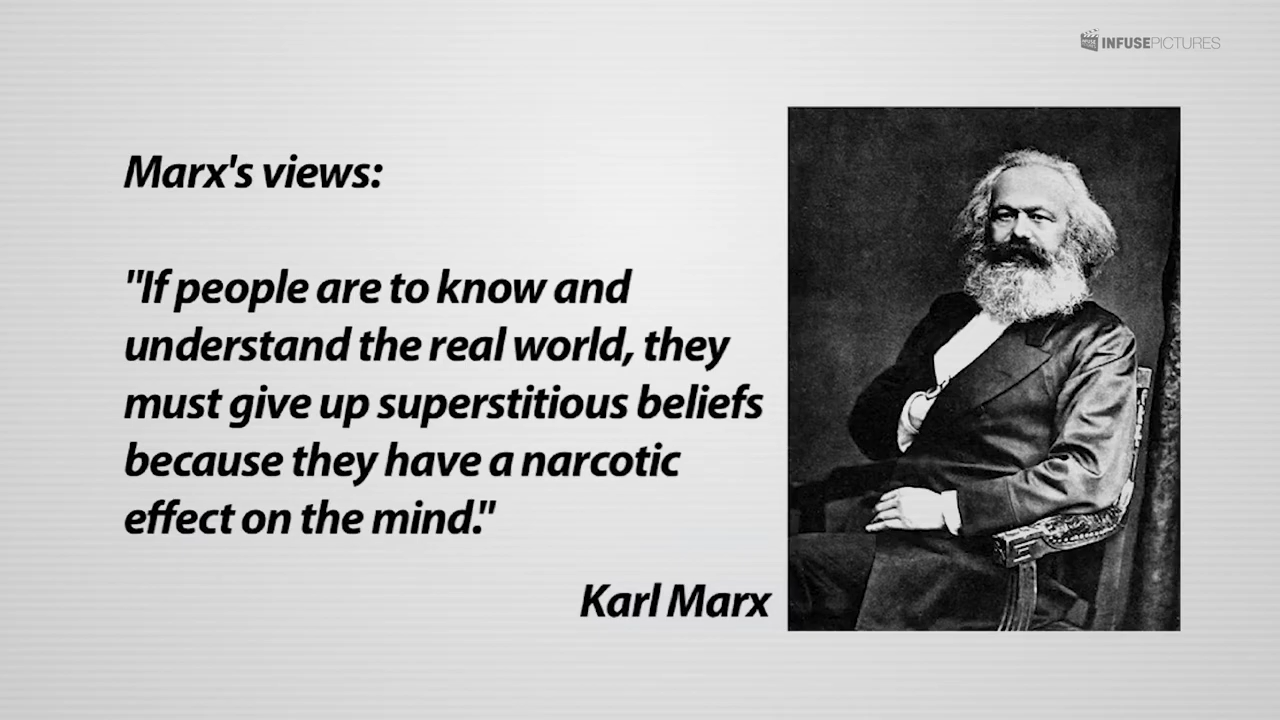 INFUSEPICTURES
Marx's views:
"If people are to know and
understand the real world, they
must give up superstitious beliefs
because they have a narcotic
effect on the mind."
Karl Marx